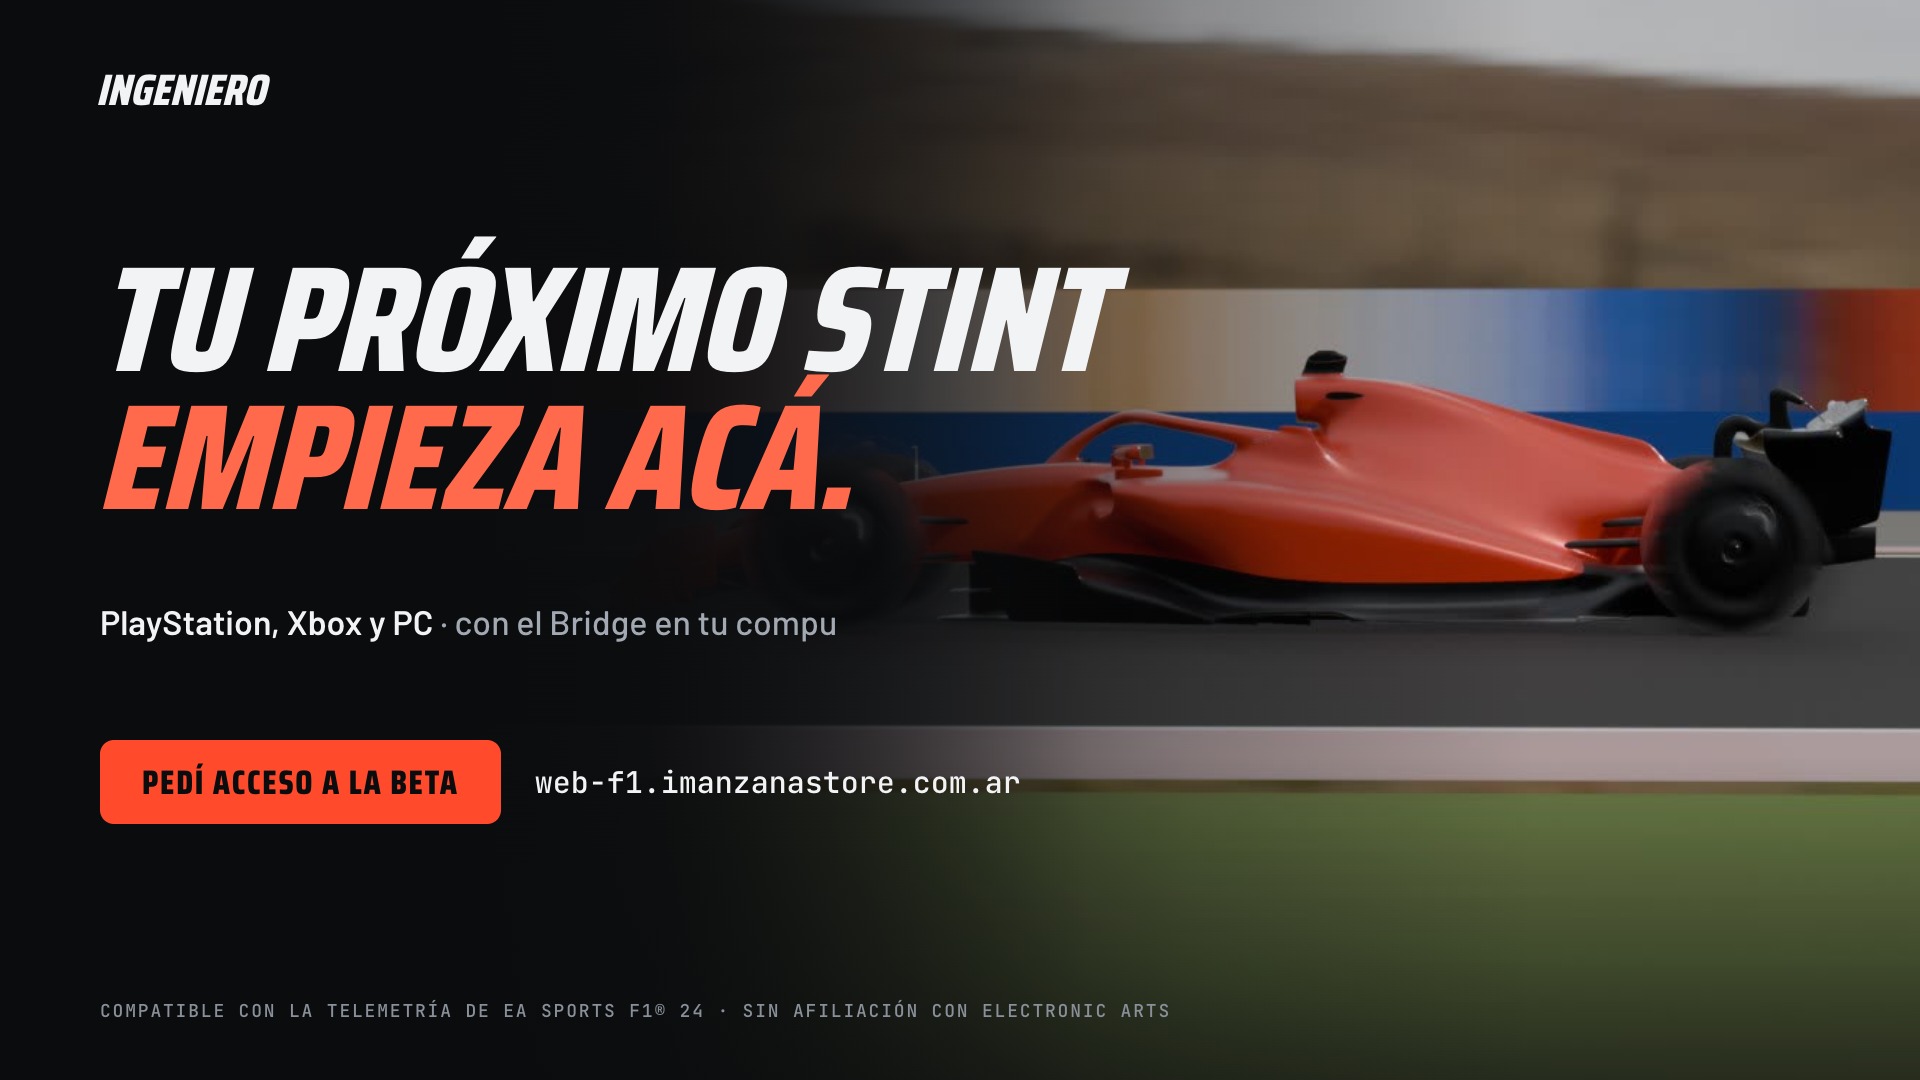 INGENIERO
TU PRÓXIMO STINT
EMPIEZA ACÁ.
PlayStation, Xbox y PC · con el Bridge en tu compu
PEDÍ ACCESO A LA BETA
web-f1.imanzanastore.com.ar
COMPATIBLE CON LA TELEMETRÍA DE EA SPORTS F1® 24 · SIN AFILIACIÓN CON ELECTRONIC ARTS